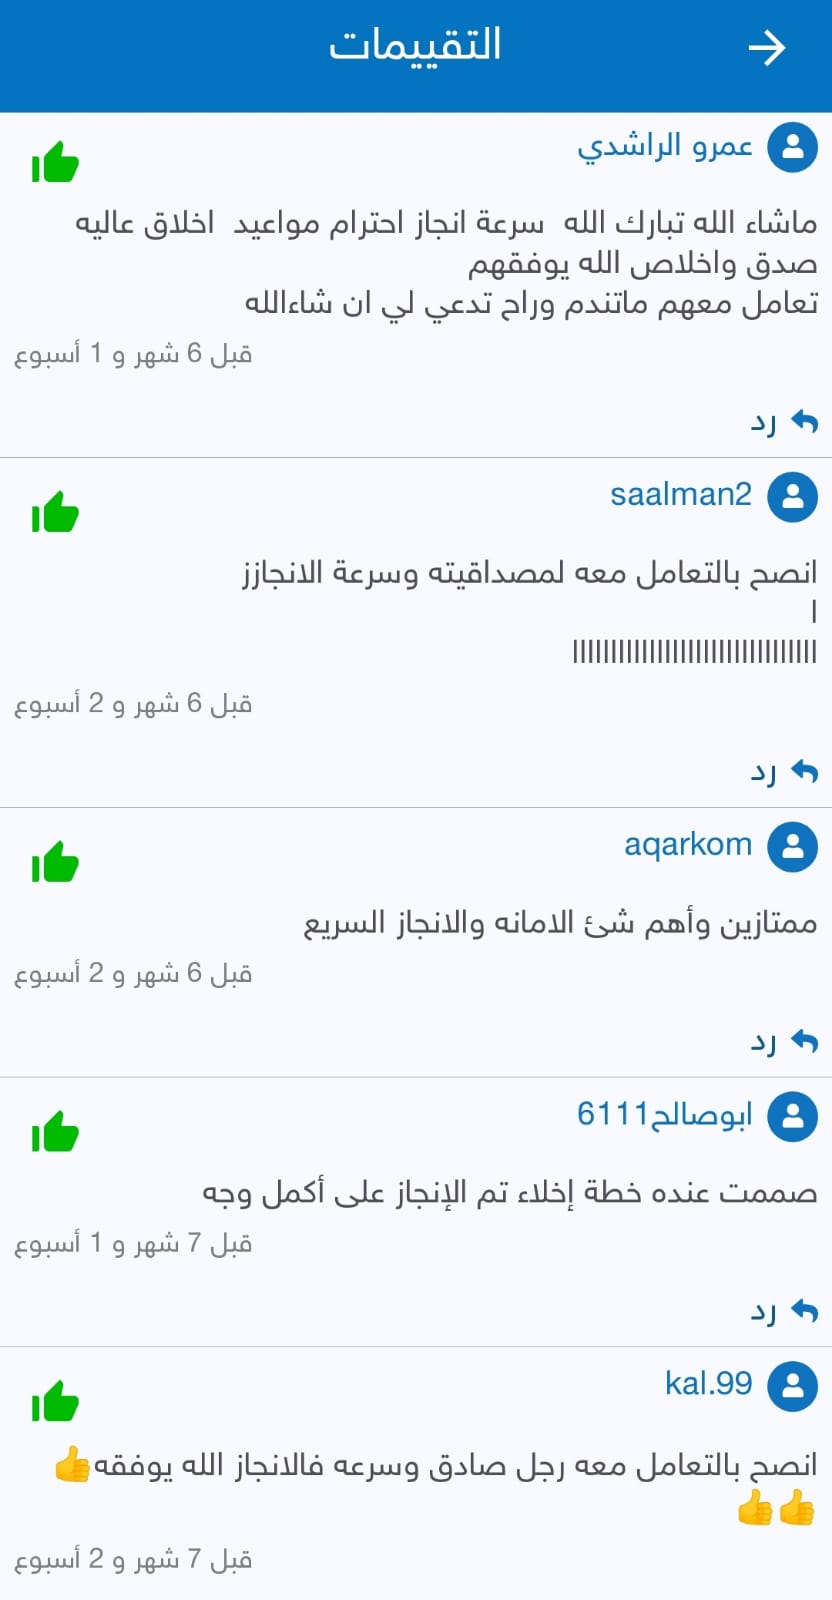 التقييمات
عمرو الراشدي
ماشاء الله تبارك الله  سرعة انجاز احترام مواعيد  اخلاق عاليه
صدق واخلاص الله يوفقهم
تعامل معهم ماتندم وراح تدعي لي ان شاءالله
قبل 6 شهر و 1 أسبوع
رد
saalman2
انصح بالتعامل معه لمصداقيته وسرعة الانجازز
ا
اااااااااااااااااااااااااااااااا
قبل 6 شهر و 2 أسبوع
رد
aqarkom
ممتازين وأهم شئ الامانه والانجاز السريع
قبل 6 شهر و 2 أسبوع
رد
ابوصالح6111
صممت عنده خطة إخلاء تم الإنجاز على أكمل وجه
قبل 7 شهر و 1 أسبوع
رد
kal.99
انصح بالتعامل معه رجل صادق وسرعه فالانجاز الله يوفقه👍
👍👍
قبل 7 شهر و 2 أسبوع